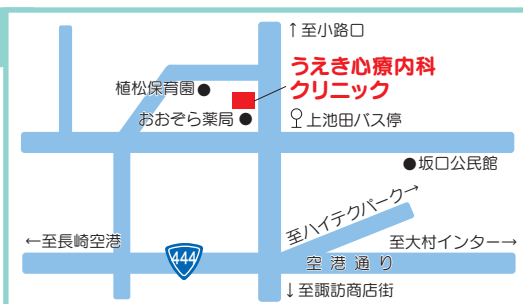 ↑至小路口
うえき心療内科
クリニック
植松保育園●
おおぞら薬局●
上池田バス停
●坂口公民館
至ハイテクパーク→
←至長崎空港
444
至大村インター→
空港通り
↓至諏訪商店街